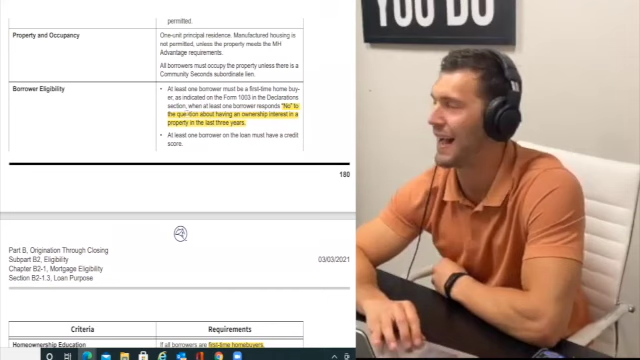 YOU DO
permitted.
Property and Occupancy
One-unit principal residence. Manufactured housing is
not permitted, unless the property meets the MH
Advantage requirements.
All borrowers must occupy the property unless there is a
Community Seconds subordinate lien.
Borrower Eligibility
• At least one borrower must be a first-time home buy-
er, as indicated on the Form 1003 in the Declarations
section, when at least one borrower responds "No" to
the question about having an ownership interest in a
property in the last three years.
• At least one borrower on the loan must have a credit
score.
180
Part B, Origination Through Closing
Subpart B2, Eligibility
Chapter B2-1, Mortgage Eligibility
Section B2-1.3, Loan Purpose
03/03/2021
Criteria
Requirements
Homeownership Education
If all borrowers are first-time homebuyers,